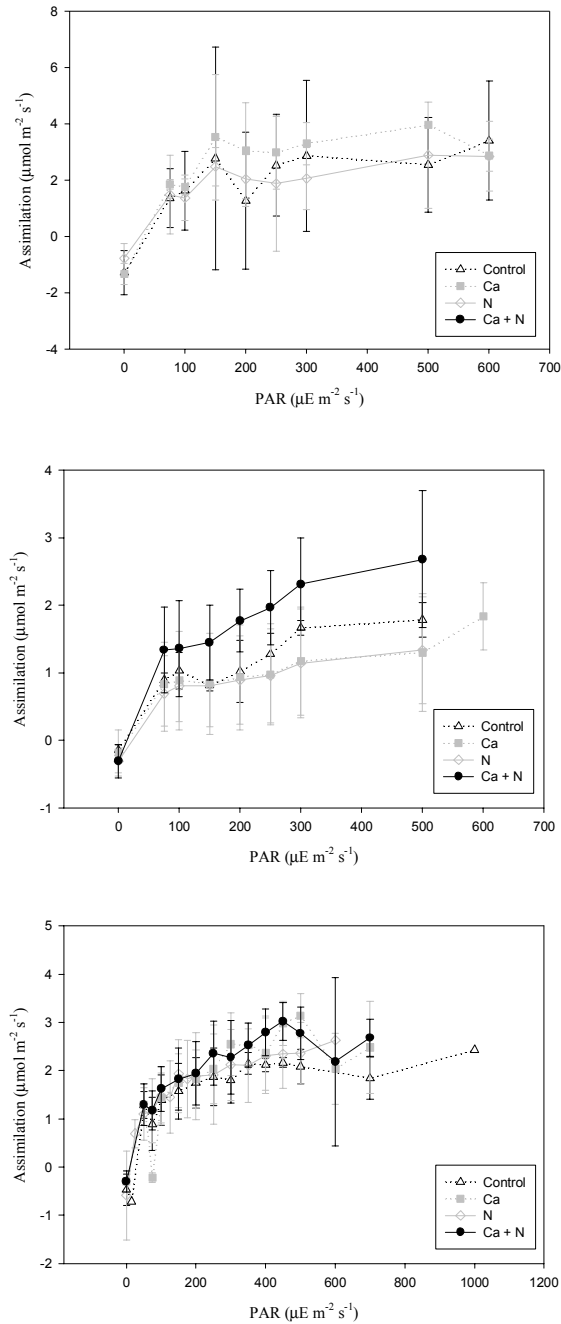 8
6
4
2
0
-2
-4
Assimilation (µmol m-2 s-1)
Control
Ca
N
Ca + N
0 100 200 300 400 500 600 700
PAR (µE m-2 s-1)
4
3
2
1
0
-1
Assimilation (µmol m-2 s-1)
Control
Ca
N
Ca + N
0 100 200 300 400 500 600 700
PAR (µE m-2 s-1)
5
4
3
2
1
0
-1
-2
Assimilation (µmol m-2 s-1)
Control
Ca
N
Ca + N
0 200 400 600 800 1000 1200
PAR (µE m-2 s-1)